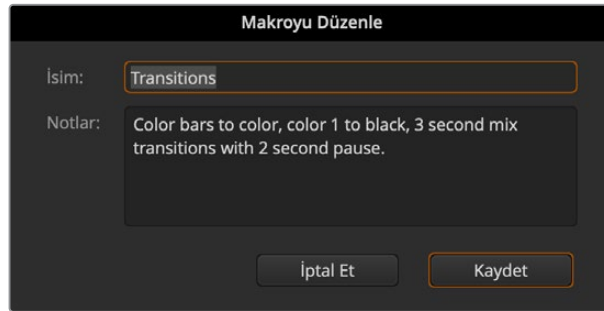 Makroyu Düzenle
İsim: Transitions
Notlar: Color bars to color, color 1 to black, 3 second mix
transitions with 2 second pause.
İptal Et Kaydet